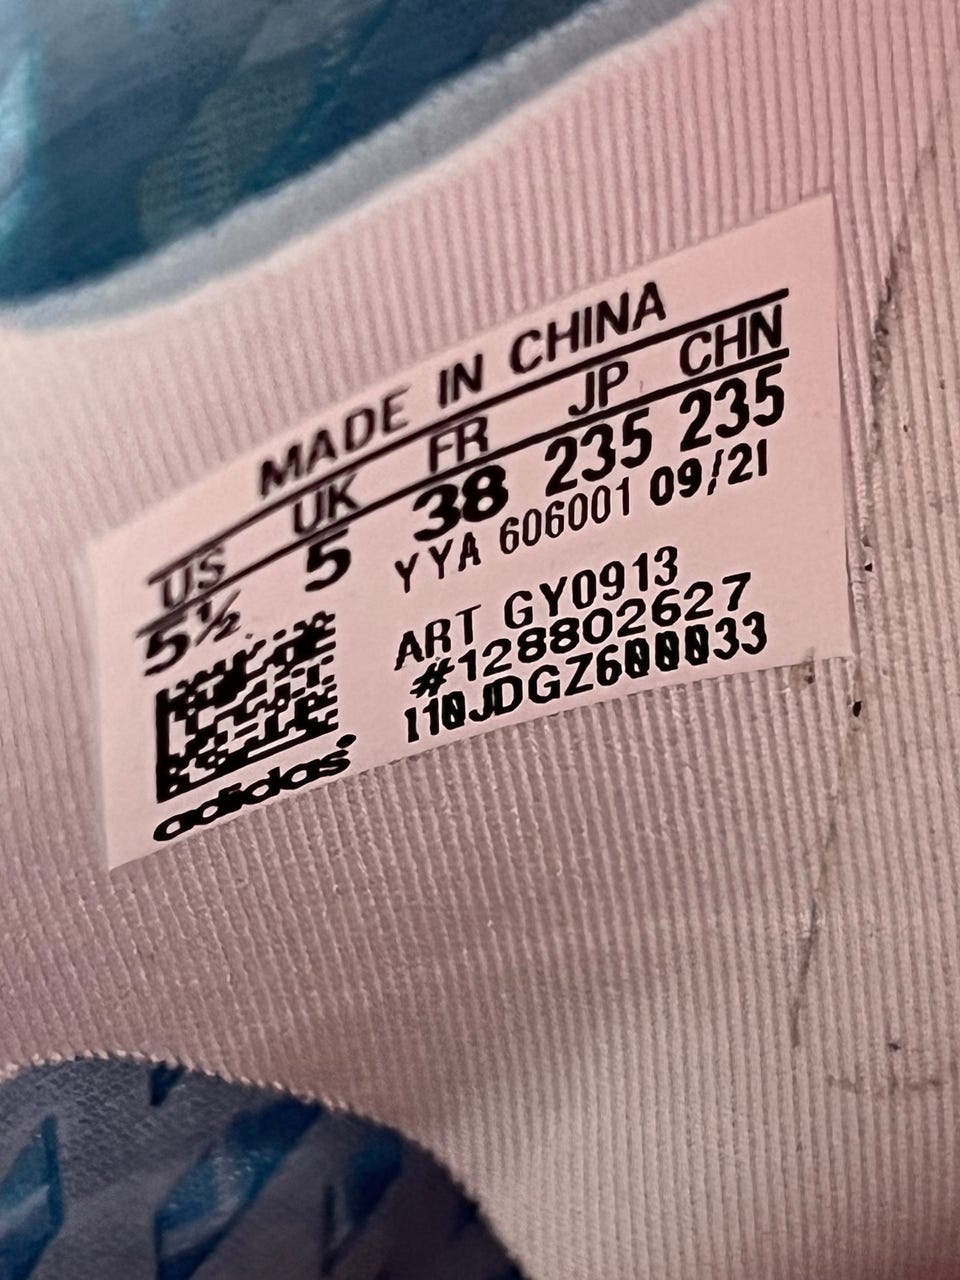 MADE IN CHINA
US UK FR JP CHN
5½ 5 38 235 235
YYA 606001 09/21
ART GY0913
#128802627
110JDGZ600033
adidas